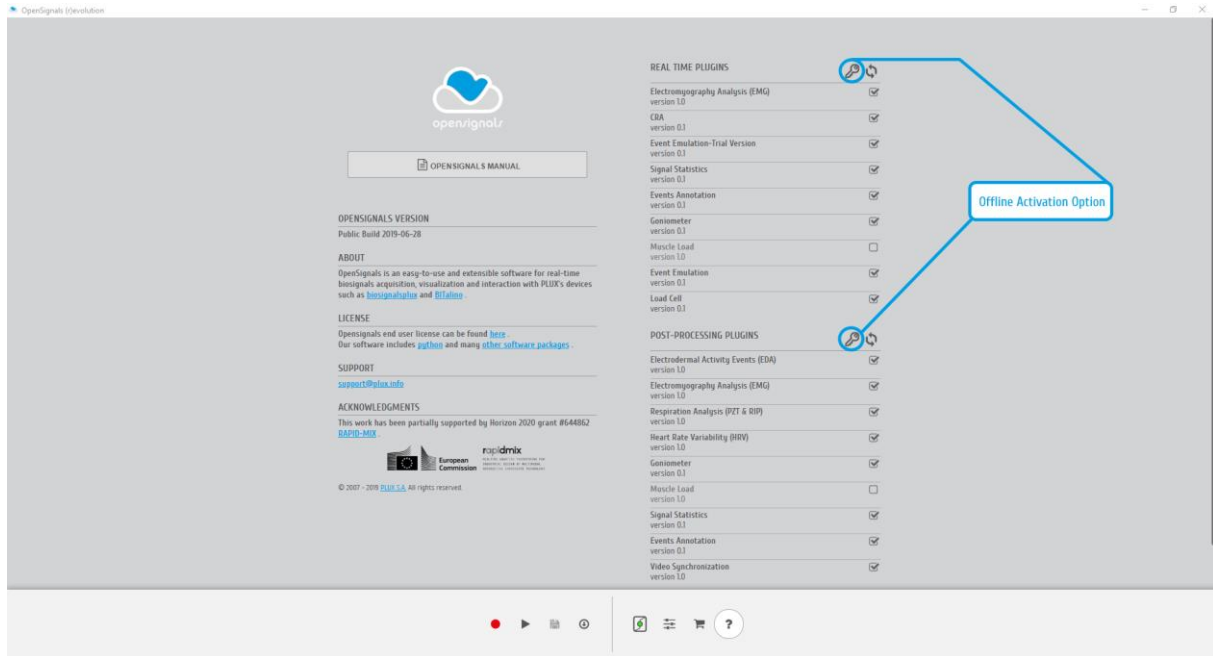 OpenSignals (r)evolution
opensignals
OPENSIGNALS MANUAL
OPENSIGNALS VERSION
Public Build 2019-06-28
ABOUT
OpenSignals is an easy-to-use and extensible software for real-time
biosignals acquisition, visualization and interaction with PLUX's devices
such as biosignalsplux and BITalino .
LICENSE
Opensignals end user license can be found here .
Our software includes python and many other software packages .
SUPPORT
support@plux.info
ACKNOWLEDGMENTS
This work has been partially supported by Horizon 2020 grant #644862
RAPID-MIX .
European
Commission
rapidmix
© 2007 - 2019 PLUX S.A. All rights reserved.
REAL TIME PLUGINS
Electromyography Analysis (EMG)
version 1.0
CRA
version 0.1
Event Emulation-Trial Version
version 0.1
Signal Statistics
version 0.1
Events Annotation
version 0.1
Goniometer
version 0.1
Muscle Load
version 1.0
Event Emulation
version 0.1
Load Cell
version 0.1
POST-PROCESSING PLUGINS
Electrodermal Activity Events (EDA)
version 1.0
Electromyography Analysis (EMG)
version 1.0
Respiration Analysis (PZT & RIP)
version 1.0
Heart Rate Variability (HRV)
version 1.0
Goniometer
version 0.1
Muscle Load
version 1.0
Signal Statistics
version 0.1
Events Annotation
version 0.1
Video Synchronization
version 1.0
Offline Activation Option
?